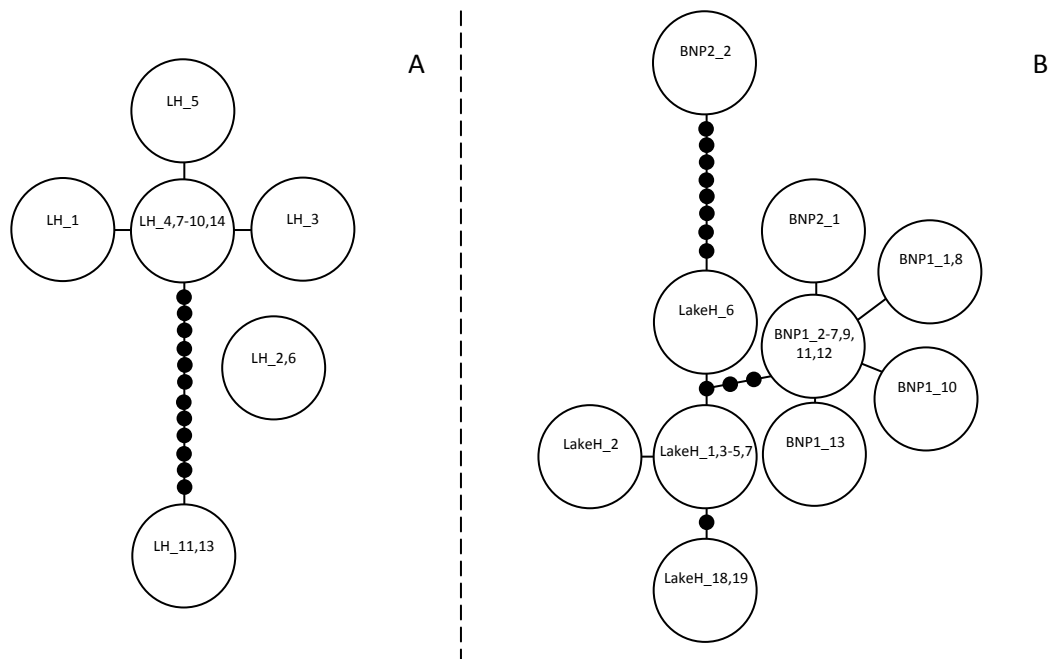 A
LH_5
LH_1
LH_4,7-10,14
LH_3
LH_2,6
LH_11,13
B
BNP2_2
BNP2_1
BNP1_1,8
LakeH_6
BNP1_2-7,9,
11,12
BNP1_10
LakeH_2
LakeH_1,3-5,7
BNP1_13
LakeH_18,19